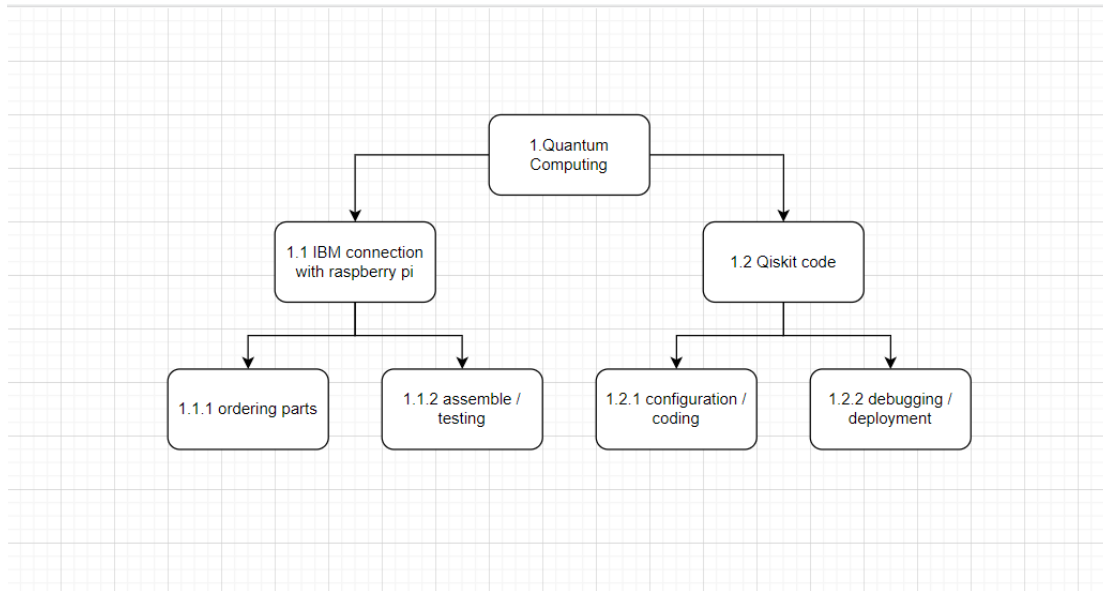 1.Quantum
Computing
1.1 IBM connection
with raspberry pi
1.2 Qiskit code
1.1.1 ordering parts
1.1.2 assemble /
testing
1.2.1 configuration /
coding
1.2.2 debugging /
deployment